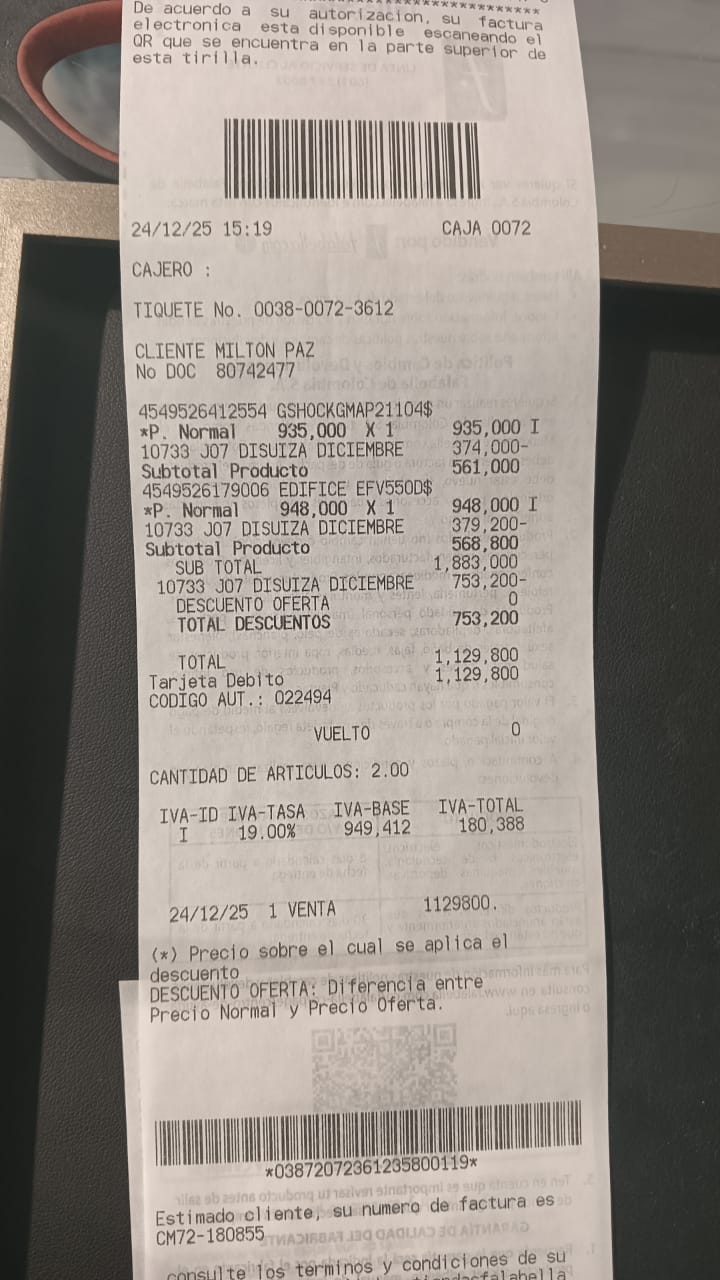 De acuerdo a su autorizacion, su factura
electronica esta disponible escaneando el
QR que se encuentra en la parte superior de
esta tirilla.
24/12/25 15:19 CAJA 0072
CAJERO :
TIQUETE No. 0038-0072-3612
CLIENTE MILTON PAZ
No DOC 80742477
4549526412554 GSHOCKGMAP21104$
*P. Normal 935,000 X 1 935,000 I
10733 J07 DISUIZA DICIEMBRE 374,000-
Subtotal Producto 561,000
4549526179006 EDIFICE EFV550D$
*P. Normal 948,000 X 1 948,000 I
10733 J07 DISUIZA DICIEMBRE 379,200-
Subtotal Producto 568,800
SUB TOTAL 1,883,000
10733 J07 DISUIZA DICIEMBRE 753,200-
DESCUENTO OFERTA 0
TOTAL DESCUENTOS 753,200
TOTAL 1,129,800
Tarjeta Debito 1,129,800
CODIGO AUT.: 022494
VUELTO 0
CANTIDAD DE ARTICULOS: 2.00
IVA-ID IVA-TASA IVA-BASE IVA-TOTAL
I 19.00% 949,412 180,388
24/12/25 1 VENTA 1129800.
(*) Precio sobre el cual se aplica el
descuento
DESCUENTO OFERTA: Diferencia entre
Precio Normal y Precio Oferta.
*03872072361235800119*
Estimado cliente, su numero de factura es
CM72-180855
consulte los terminos y condiciones de su